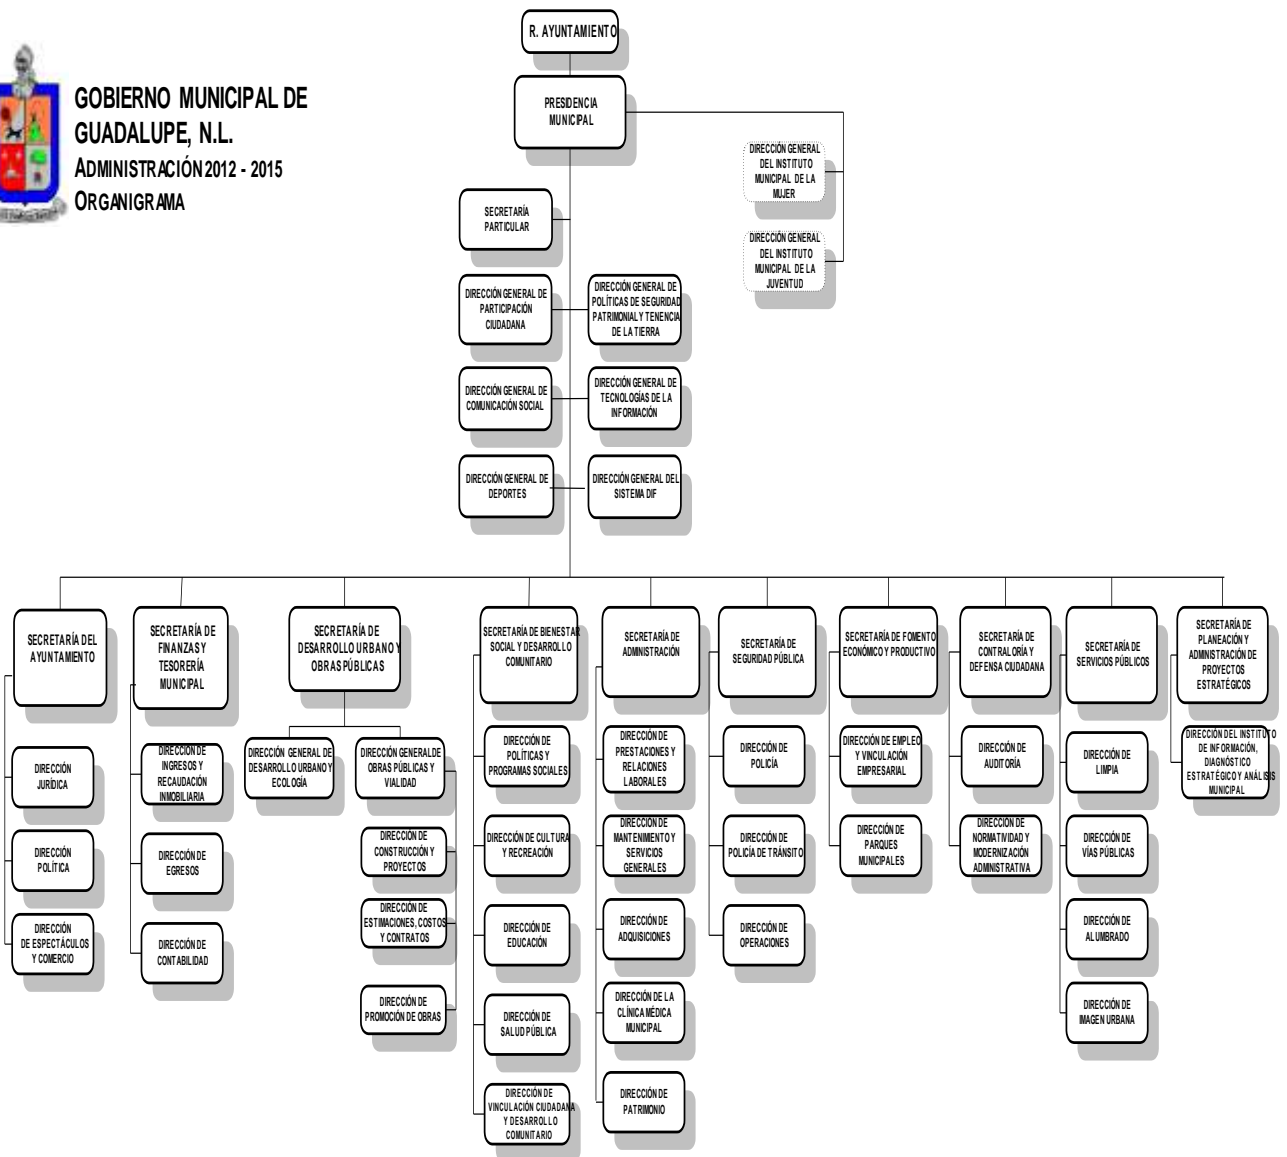 GOBIERNO MUNICIPAL DE
GUADALUPE, N.L.
ADMINISTRACIÓN 2012 - 2015
ORGANIGRAMA
R. AYUNTAMIENTO
PRESIDENCIA
MUNICIPAL
DIRECCIÓN GENERAL
DEL INSTITUTO
MUNICIPAL DE LA
MUJER
DIRECCIÓN GENERAL
DEL INSTITUTO
MUNICIPAL DE LA
JUVENTUD
SECRETARÍA
PARTICULAR
DIRECCIÓN GENERAL DE
PARTICIPACIÓN
CIUDADANA
DIRECCIÓN GENERAL DE
POLÍTICAS DE SEGURIDAD
PATRIMONIAL Y TENENCIA
DE LA TIERRA
DIRECCIÓN GENERAL DE
COMUNICACIÓN SOCIAL
DIRECCIÓN GENERAL DE
TECNOLOGÍAS DE LA
INFORMACIÓN
DIRECCIÓN GENERAL DE
DEPORTES
DIRECCIÓN GENERAL DEL
SISTEMA DIF
SECRETARÍA DEL
AYUNTAMIENTO
DIRECCIÓN
JURÍDICA
DIRECCIÓN
POLÍTICA
DIRECCIÓN
DE ESPECTÁCULOS
Y COMERCIO
SECRETARÍA DE
FINANZAS Y
TESORERÍA
MUNICIPAL
DIRECCIÓN DE
INGRESOS Y
RECAUDACIÓN
INMOBILIARIA
DIRECCIÓN DE
EGRESOS
DIRECCIÓN DE
CONTABILIDAD
SECRETARÍA DE
DESARROLLO URBANO Y
OBRAS PÚBLICAS
DIRECCIÓN GENERAL DE
DESARROLLO URBANO Y
ECOLOGÍA
DIRECCIÓN GENERAL DE
OBRAS PÚBLICAS Y
VIALIDAD
DIRECCIÓN DE
CONSTRUCCIÓN Y
PROYECTOS
DIRECCIÓN DE
ESTIMACIONES, COSTOS
Y CONTRATOS
DIRECCIÓN DE
PROMOCIÓN DE OBRAS
SECRETARÍA DE BIENESTAR
SOCIAL Y DESARROLLO
COMUNITARIO
DIRECCIÓN DE
POLÍTICAS Y
PROGRAMAS SOCIALES
DIRECCIÓN DE CULTURA
Y RECREACIÓN
DIRECCIÓN DE
EDUCACIÓN
DIRECCIÓN DE
SALUD PÚBLICA
DIRECCIÓN DE
VINCULACIÓN CIUDADANA
Y DESARROLLO
COMUNITARIO
SECRETARÍA DE
ADMINISTRACIÓN
DIRECCIÓN DE
PRESTACIONES Y
RELACIONES
LABORALES
DIRECCIÓN DE
MANTENIMIENTO Y
SERVICIOS
GENERALES
DIRECCIÓN DE
ADQUISICIONES
DIRECCIÓN DE LA
CLÍNICA MÉDICA
MUNICIPAL
DIRECCIÓN DE
PATRIMONIO
SECRETARÍA DE
SEGURIDAD PÚBLICA
DIRECCIÓN DE
POLICÍA
DIRECCIÓN DE
POLICÍA DE TRÁNSITO
DIRECCIÓN DE
OPERACIONES
SECRETARÍA DE FOMENTO
ECONÓMICO Y PRODUCTIVO
DIRECCIÓN DE EMPLEO
Y VINCULACIÓN
EMPRESARIAL
DIRECCIÓN DE
PARQUES
MUNICIPALES
SECRETARÍA DE
CONTRALORÍA Y
DEFENSA CIUDADANA
DIRECCIÓN DE
AUDITORÍA
DIRECCIÓN DE
NORMATIVIDAD Y
MODERNIZACIÓN
ADMINISTRATIVA
SECRETARÍA DE
SERVICIOS PÚBLICOS
DIRECCIÓN DE
LIMPIA
DIRECCIÓN DE
VÍAS PÚBLICAS
DIRECCIÓN DE
ALUMBRADO
DIRECCIÓN DE
IMAGEN URBANA
SECRETARÍA DE
PLANEACIÓN Y
ADMINISTRACIÓN DE
PROYECTOS
ESTRATÉGICOS
DIRECCIÓN DEL INSTITUTO
DE INFORMACIÓN,
DIAGNÓSTICO
ESTRATÉGICO Y ANÁLISIS
MUNICIPAL